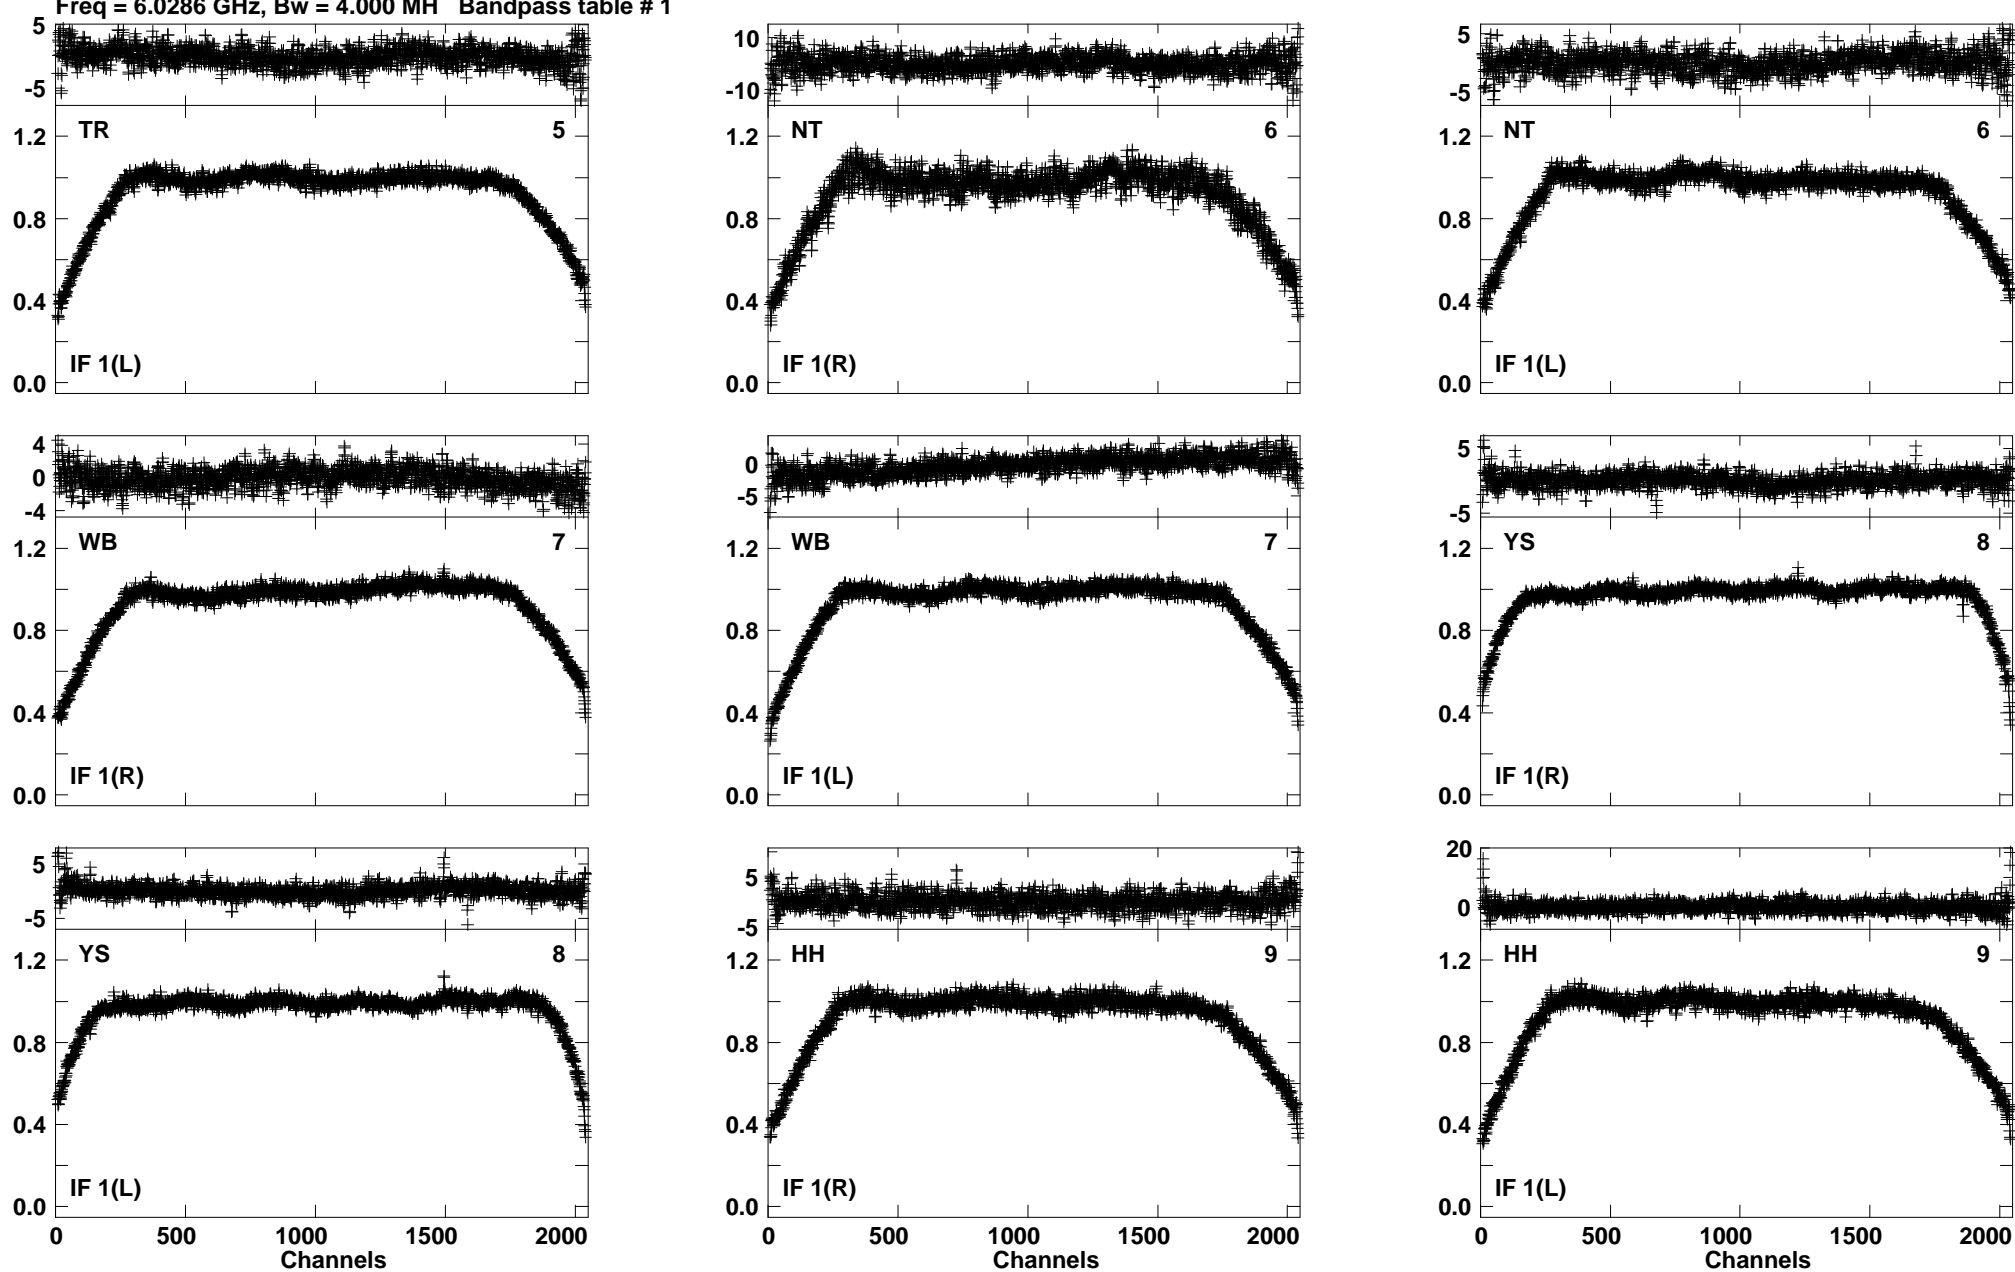 Freq = 6.0286 GHz, Bw = 4.000 MH Bandpass table # 1
5
-5
TR 5
1.2
0.8
0.4
0.0
IF 1(L)
10
-10
NT 6
1.2
0.8
0.4
0.0
IF 1(R)
5
-5
NT 6
1.2
0.8
0.4
0.0
IF 1(L)
4
0
-4
WB 7
1.2
0.8
0.4
0.0
IF 1(R)
0
-5
WB 7
1.2
0.8
0.4
0.0
IF 1(L)
5
-5
YS 8
1.2
0.8
0.4
0.0
IF 1(R)
5
-5
YS 8
1.2
0.8
0.4
0.0
IF 1(L)
0 500 1000 1500 2000
Channels
5
-5
HH 9
1.2
0.8
0.4
0.0
IF 1(R)
0 500 1000 1500 2000
Channels
20
0
HH 9
1.2
0.8
0.4
0.0
IF 1(L)
0 500 1000 1500 2000
Channels